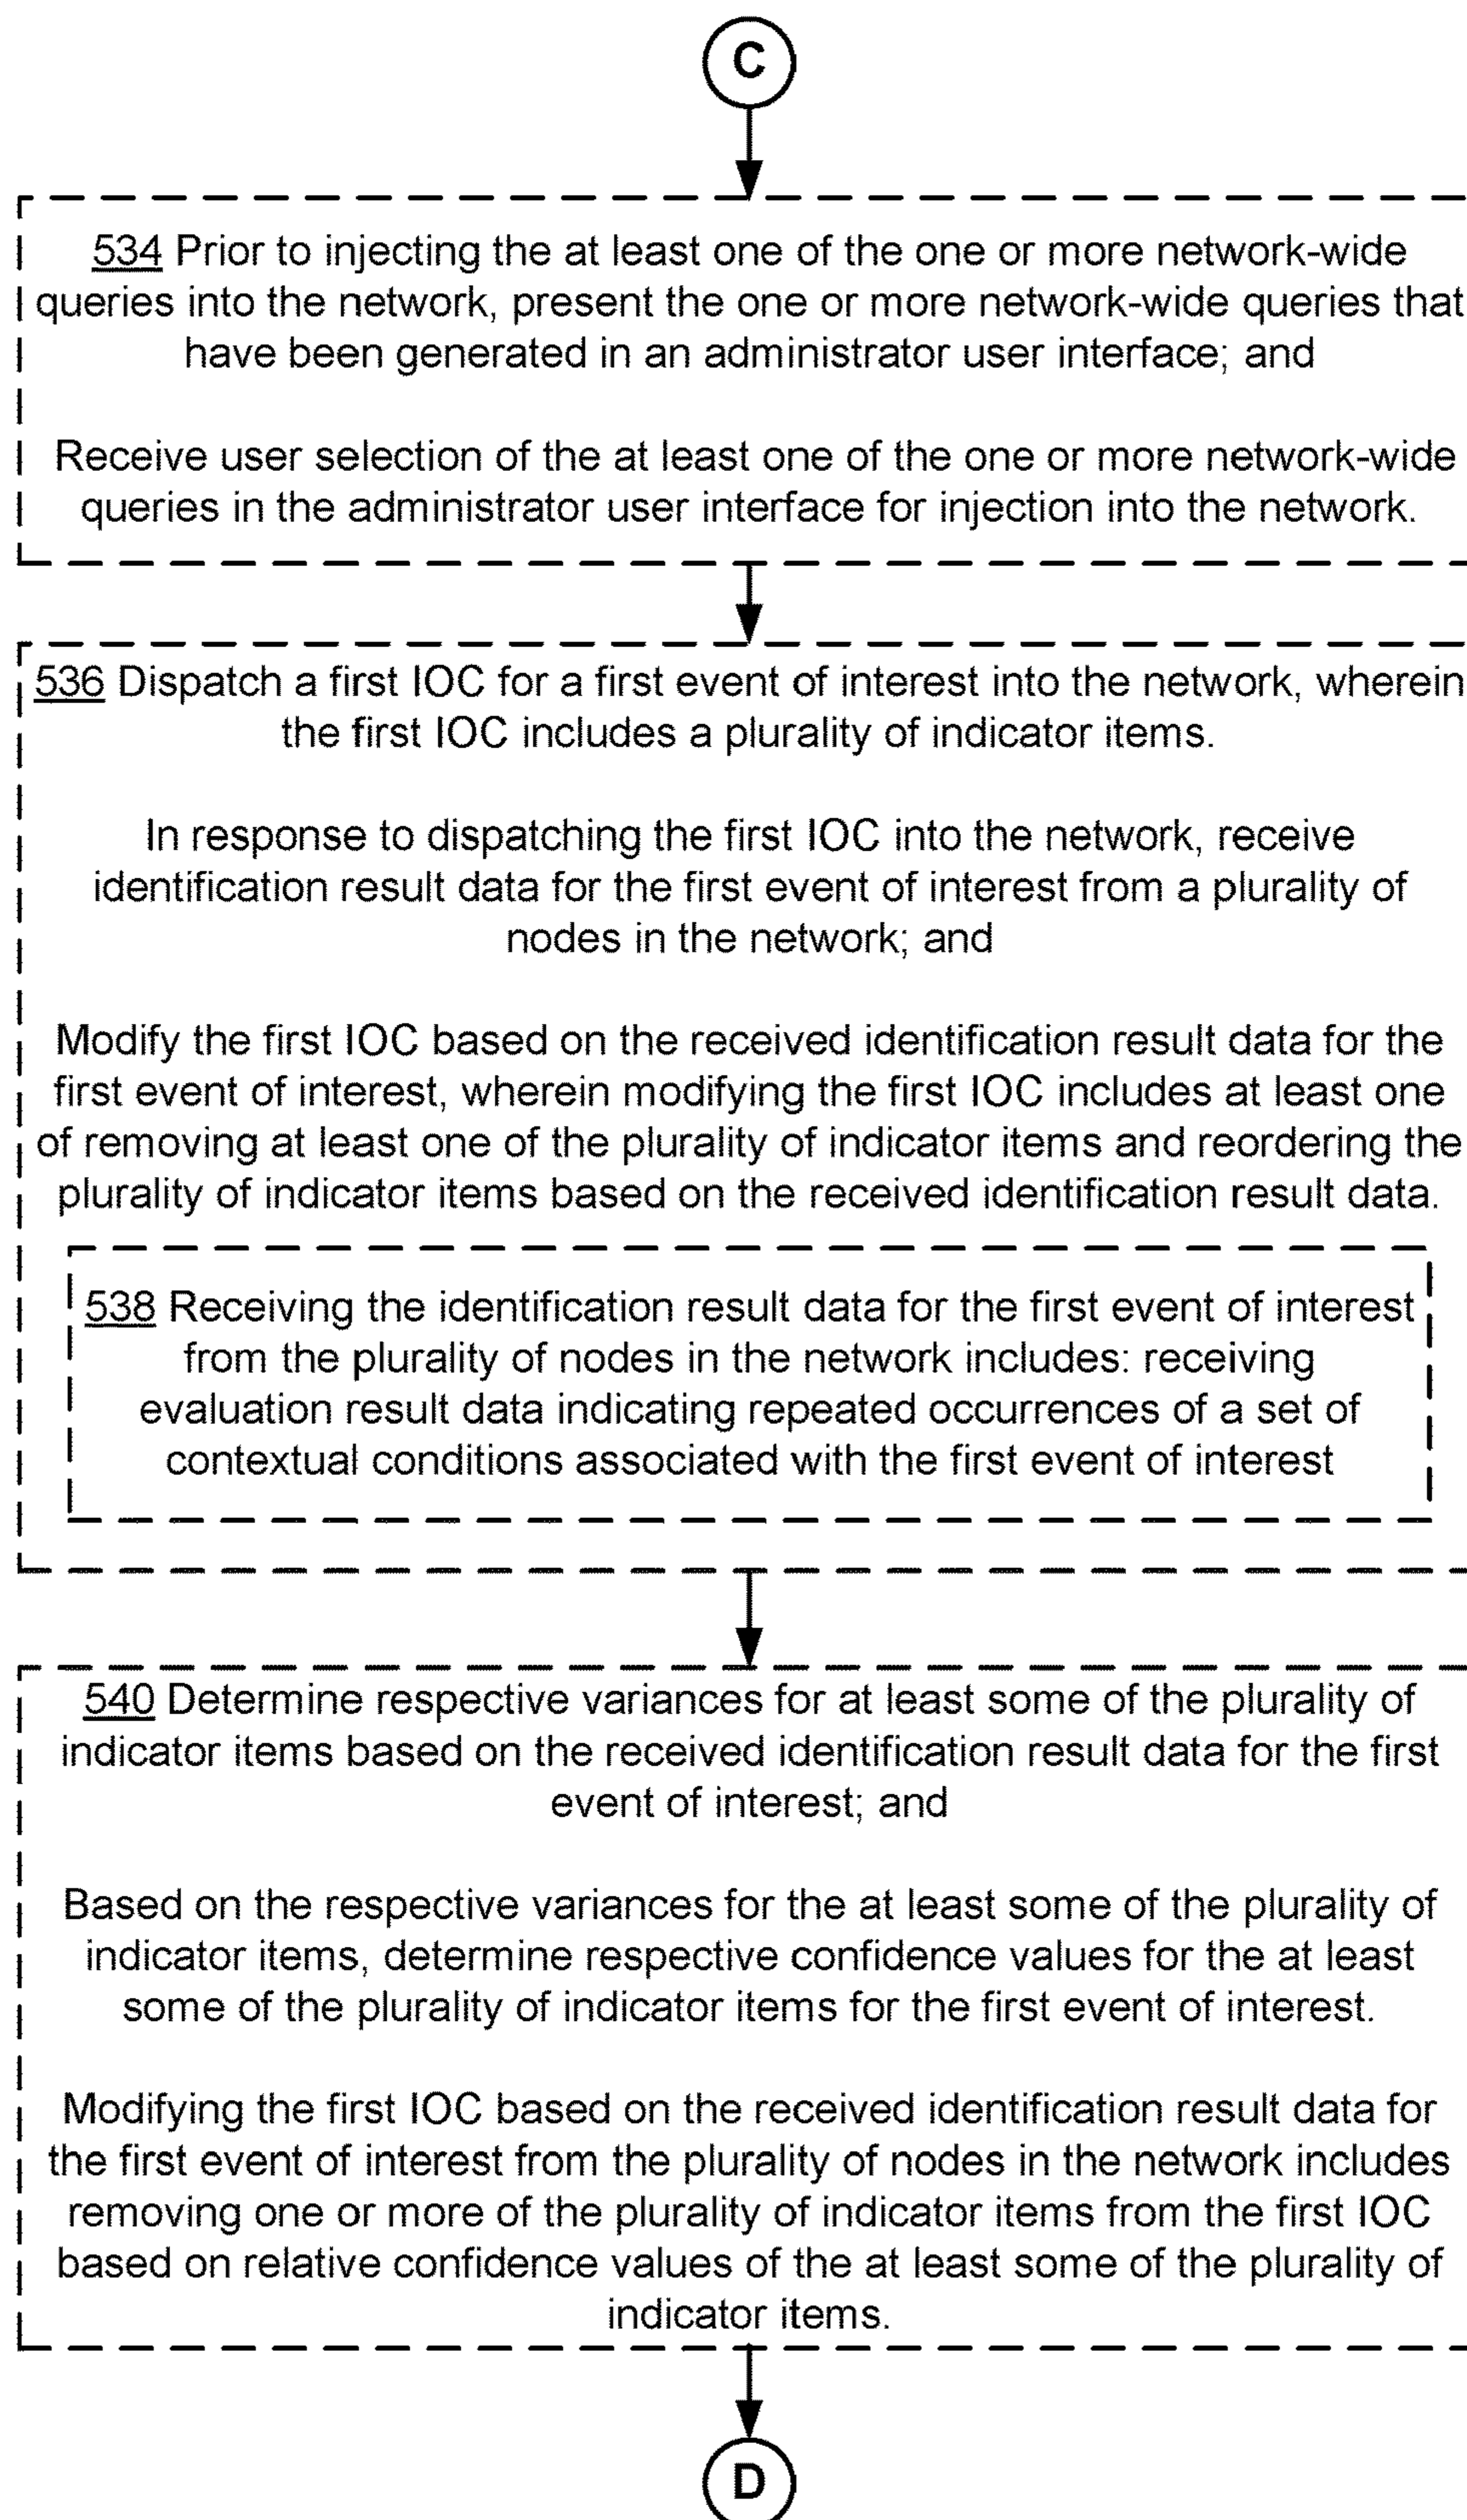 C
534 Prior to injecting the at least one of the one or more network-wide
queries into the network, present the one or more network-wide queries that
have been generated in an administrator user interface; and
Receive user selection of the at least one of the one or more network-wide
queries in the administrator user interface for injection into the network.
536 Dispatch a first IOC for a first event of interest into the network, wherein
the first IOC includes a plurality of indicator items.
In response to dispatching the first IOC into the network, receive
identification result data for the first event of interest from a plurality of
nodes in the network; and
Modify the first IOC based on the received identification result data for the
first event of interest, wherein modifying the first IOC includes at least one
of removing at least one of the plurality of indicator items and reordering the
plurality of indicator items based on the received identification result data.
538 Receiving the identification result data for the first event of interest
from the plurality of nodes in the network includes: receiving
evaluation result data indicating repeated occurrences of a set of
contextual conditions associated with the first event of interest
540 Determine respective variances for at least some of the plurality of
indicator items based on the received identification result data for the first
event of interest; and
Based on the respective variances for the at least some of the plurality of
indicator items, determine respective confidence values for the at least
some of the plurality of indicator items for the first event of interest.
Modifying the first IOC based on the received identification result data for
the first event of interest from the plurality of nodes in the network includes
removing one or more of the plurality of indicator items from the first IOC
based on relative confidence values of the at least some of the plurality of
indicator items.
D